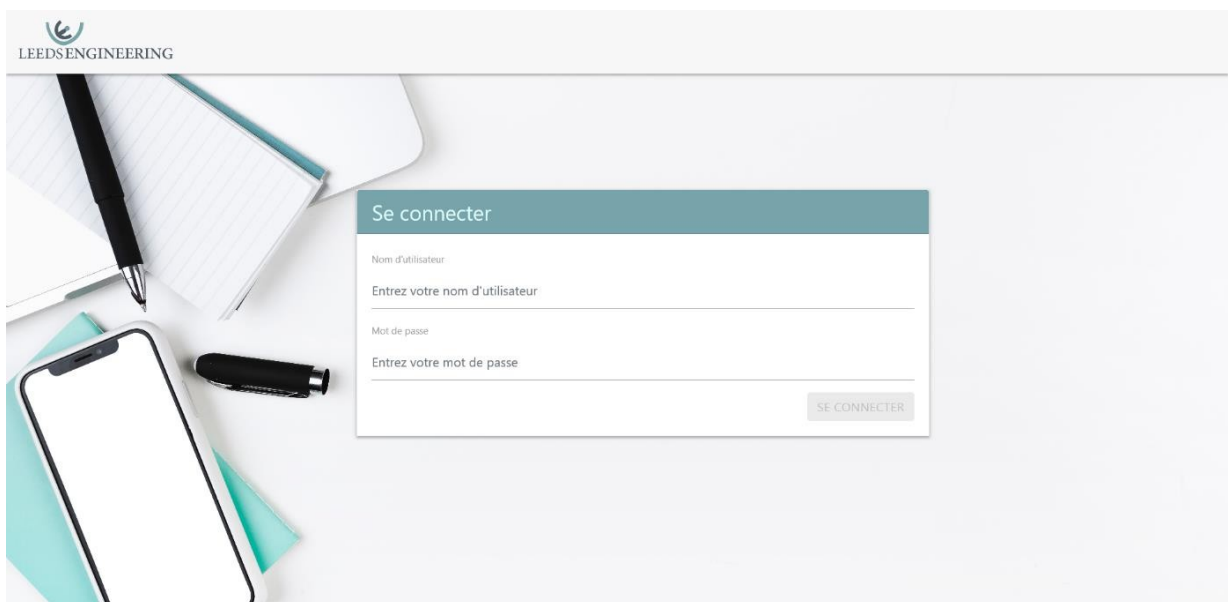 LEEDSENGINEERING
Se connecter
Nom d'utilisateur
Entrez votre nom d'utilisateur
Mot de passe
Entrez votre mot de passe
SE CONNECTER